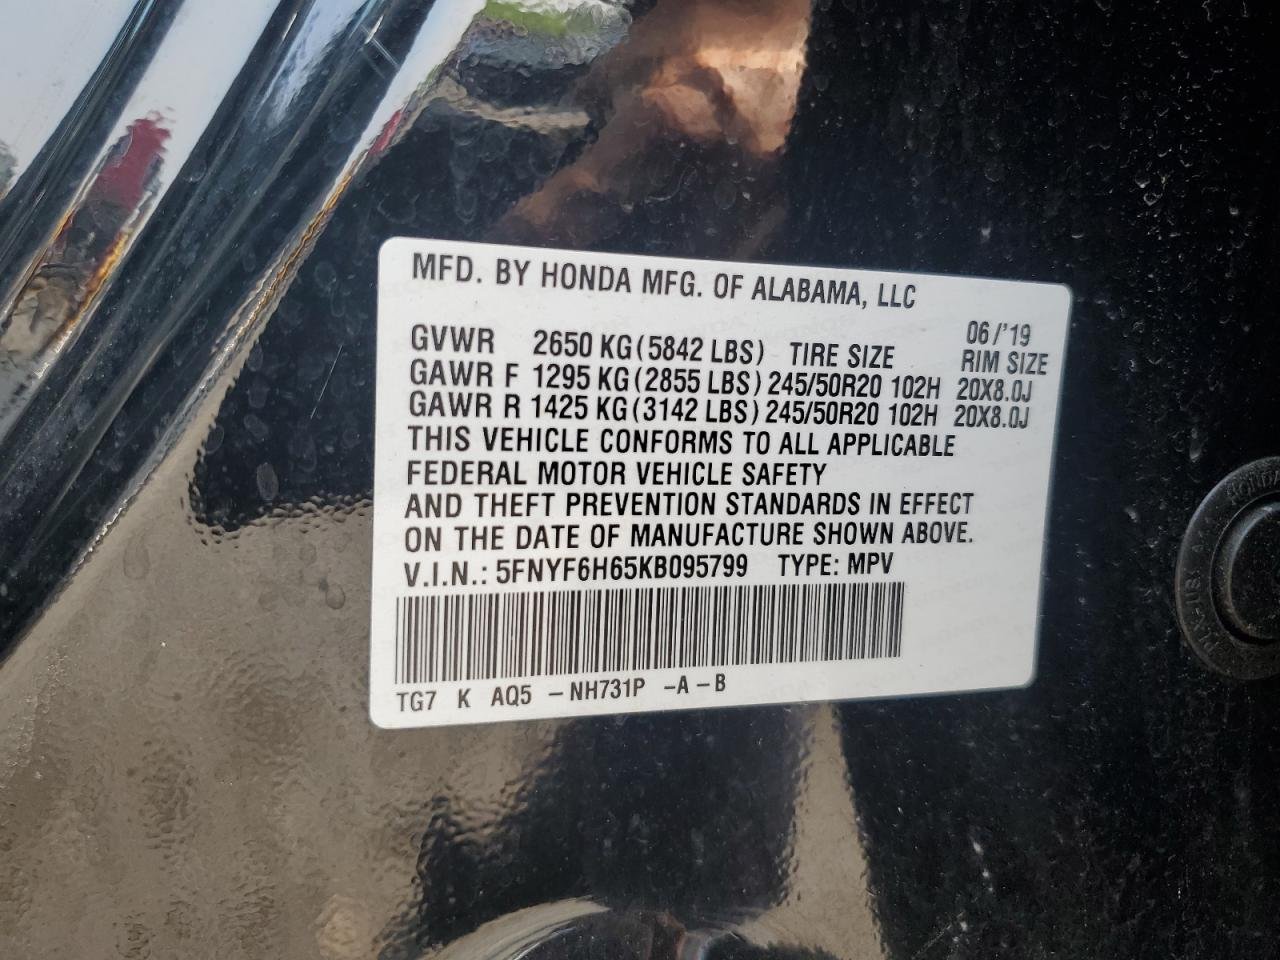 MFD. BY HONDA MFG. OF ALABAMA, LLC
06/'19
GVWR 2650 KG(5842 LBS) TIRE SIZE RIM SIZE
GAWR F 1295 KG(2855 LBS) 245/50R20 102H 20X8.0J
GAWR R 1425 KG(3142 LBS) 245/50R20 102H 20X8.0J
THIS VEHICLE CONFORMS TO ALL APPLICABLE
FEDERAL MOTOR VEHICLE SAFETY
AND THEFT PREVENTION STANDARDS IN EFFECT
ON THE DATE OF MANUFACTURE SHOWN ABOVE.
V.I.N.: 5FNYF6H65KB095799 TYPE: MPV
TG7 K AQ5 -NH731P -A-B
HONDA